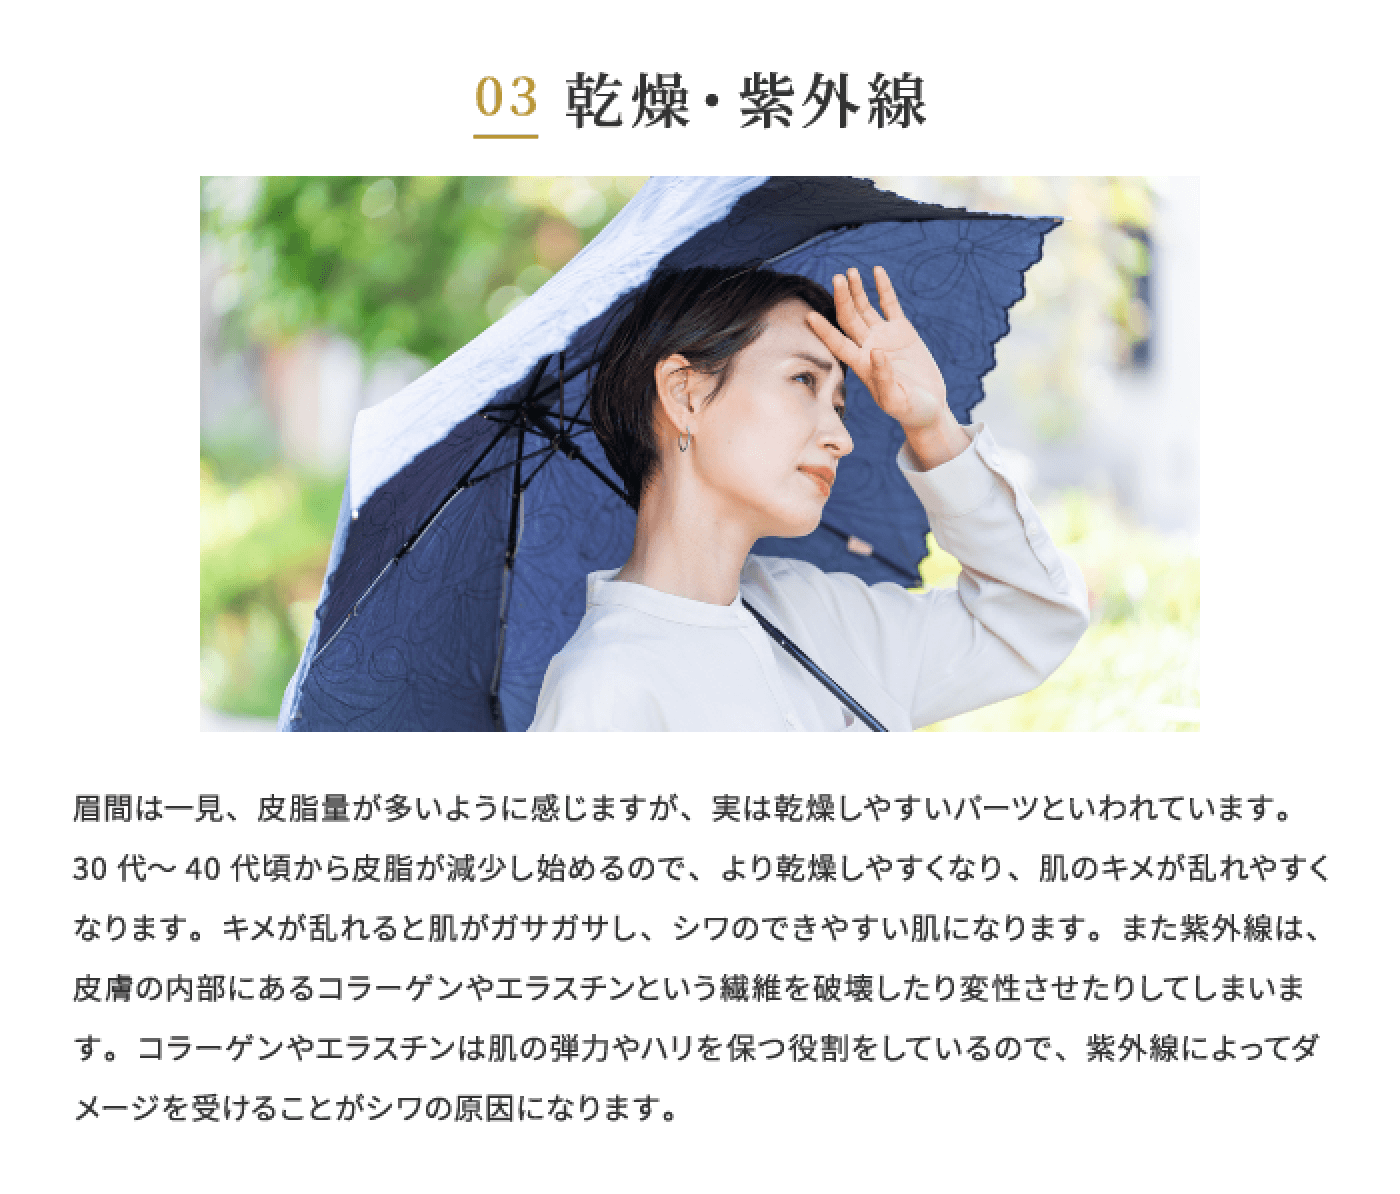 03 乾燥・紫外線
眉間は一見、皮脂量が多いように感じますが、実は乾燥しやすいパーツといわれています。
30 代〜 40 代頃から皮脂が減少し始めるので、より乾燥しやすくなり、肌のキメが乱れやすく
なります。キメが乱れると肌がガサガサし、シワのできやすい肌になります。また紫外線は、
皮膚の内部にあるコラーゲンやエラスチンという繊維を破壊したり変性させたりしてしまいま
す。コラーゲンやエラスチンは肌の弾力やハリを保つ役割をしているので、紫外線によってダ
メージを受けることがシワの原因になります。